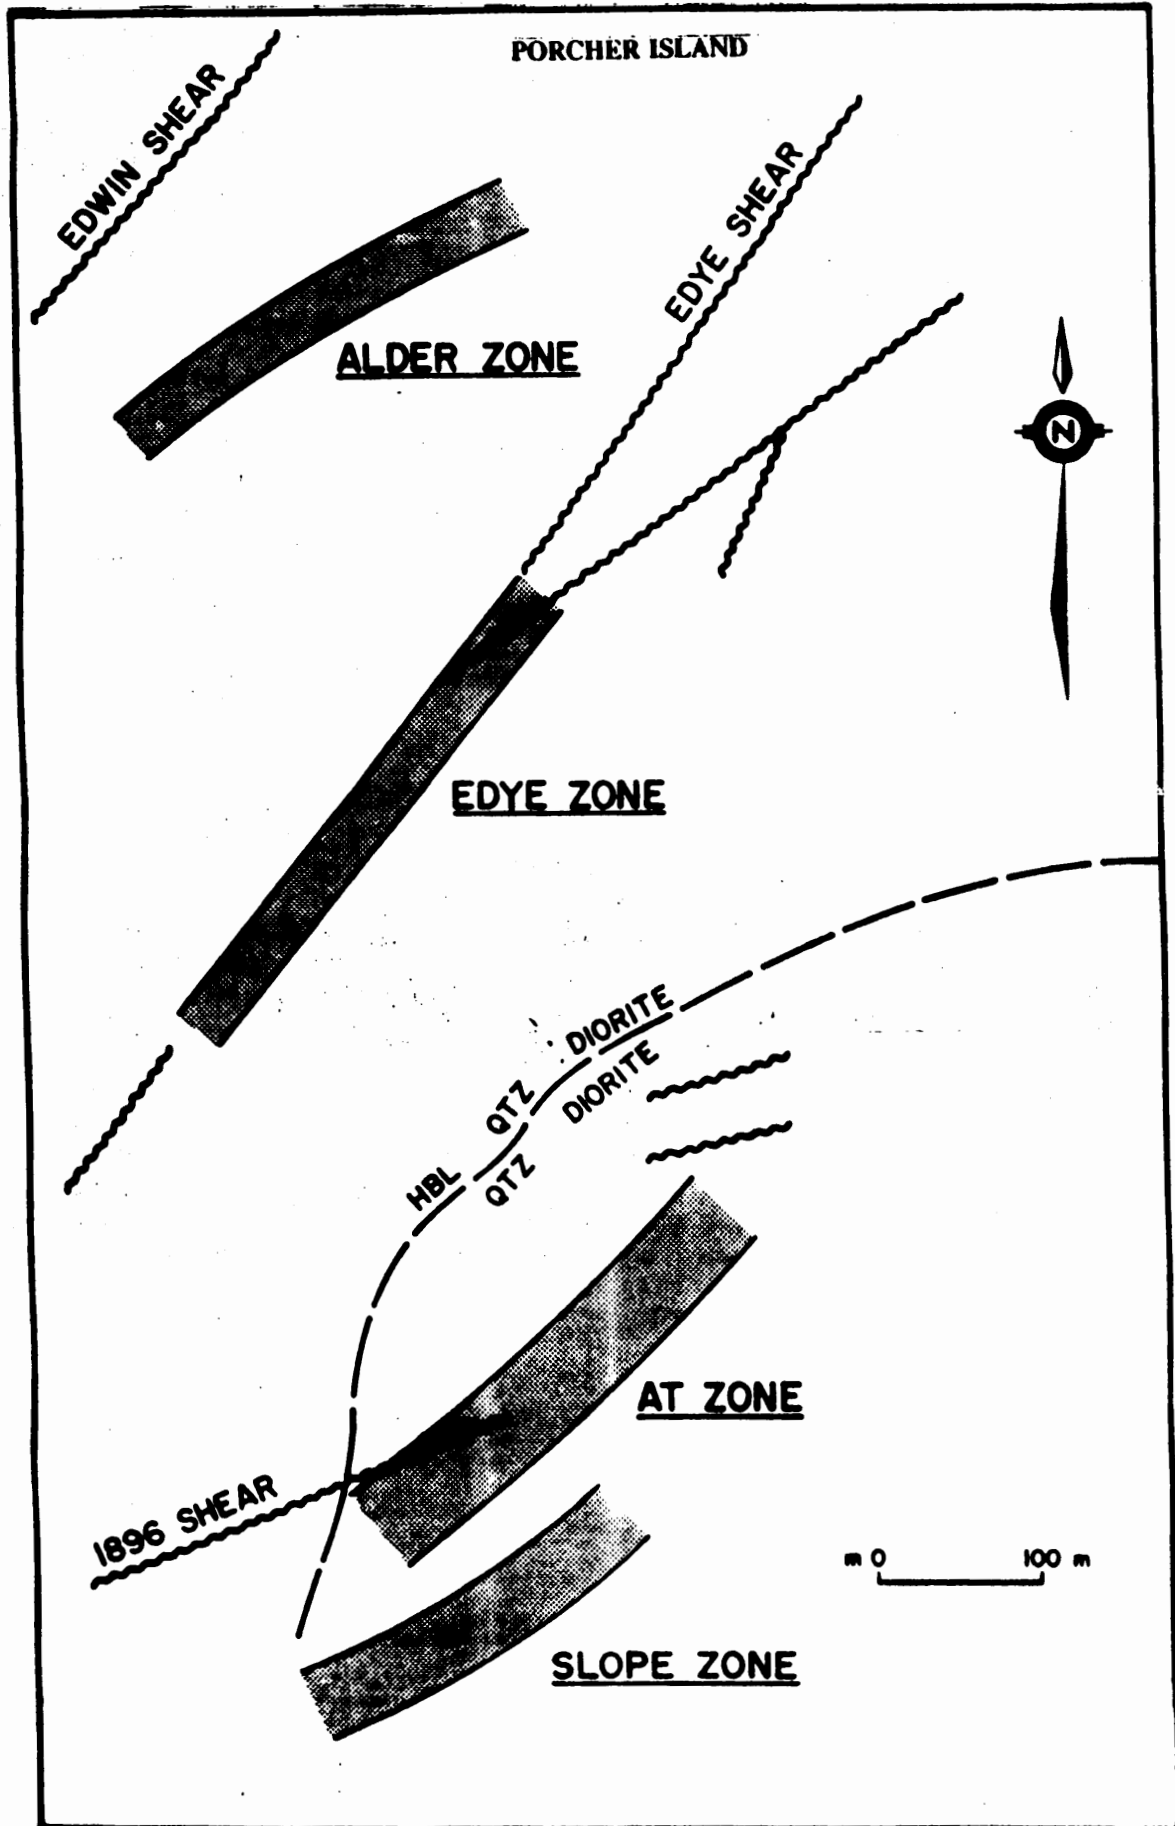 PORCHER ISLAND
EDWIN SHEAR
EDYE SHEAR
ALDER ZONE
N
EDYE ZONE
HBL QTZ DIORITE
QTZ DIORITE
AT ZONE
1896 SHEAR
m 0 100 m
SLOPE ZONE